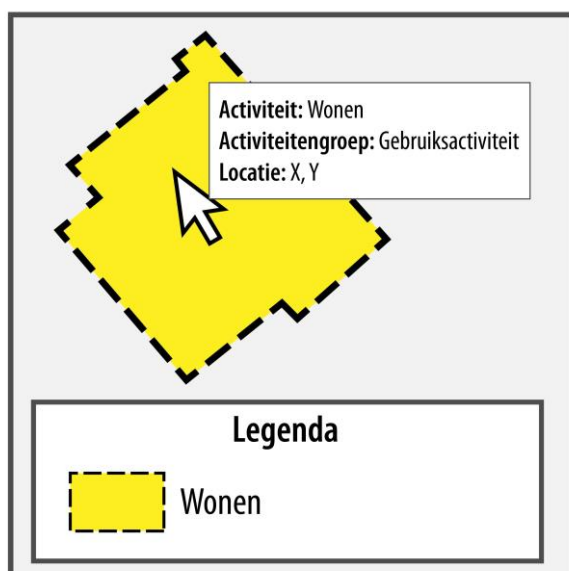 Activiteit: Wonen
Activiteitengroep: Gebruiksactiviteit
Locatie: X, Y
Legenda
Wonen